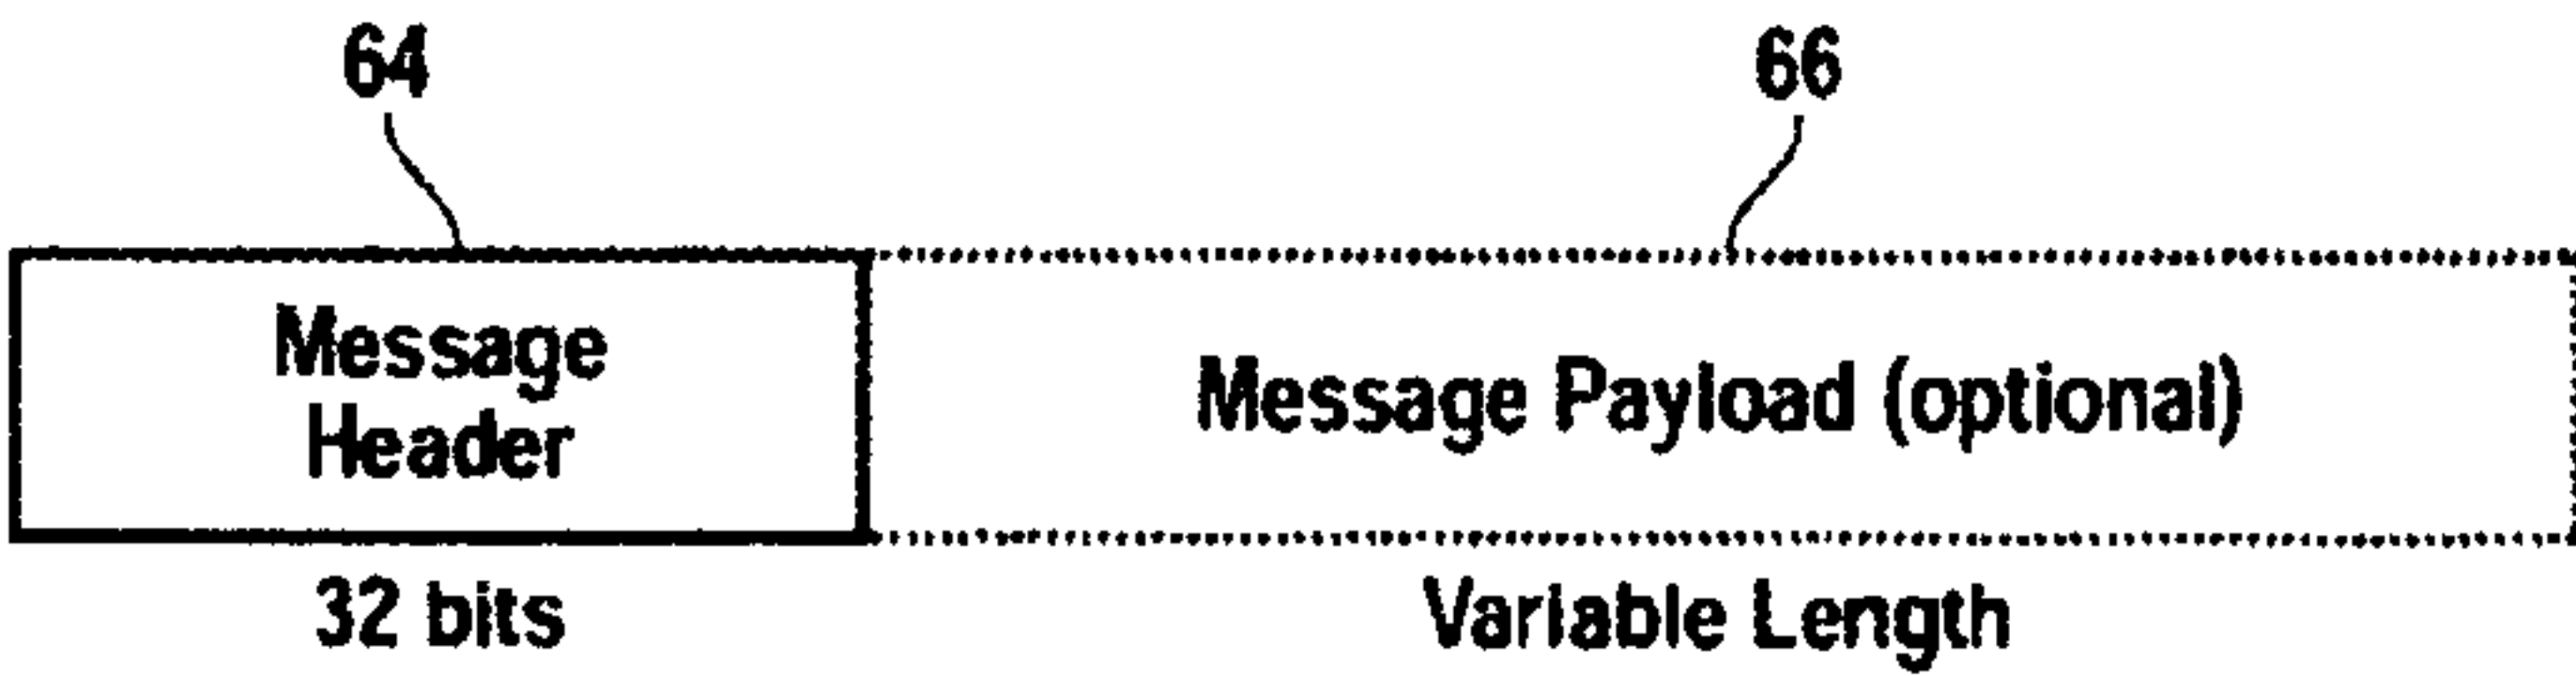 64
66
Message
Header
Message Payload (optional)
32 bits
Variable Length